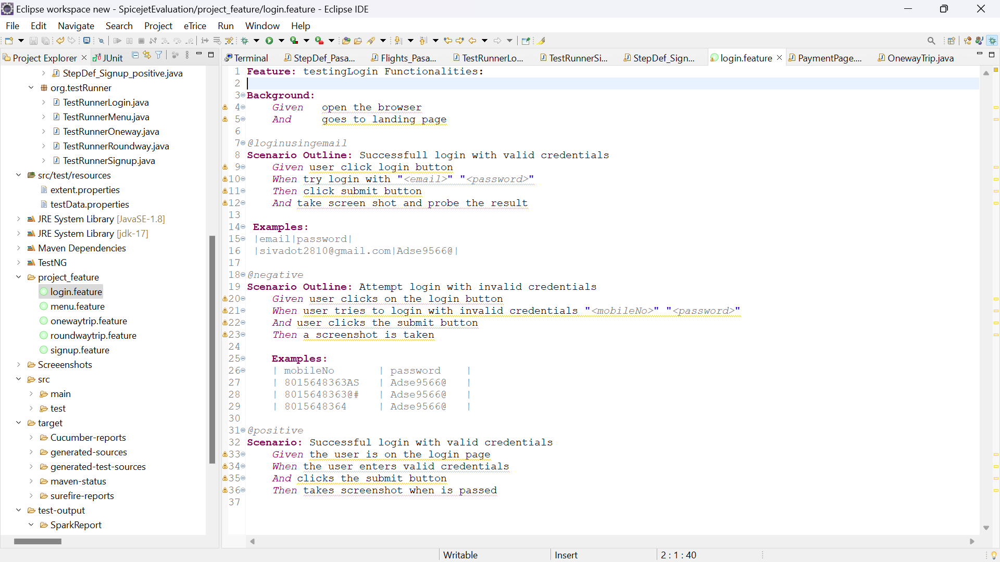 Eclipse workspace new - SpicejetEvaluation/project_feature/login.feature - Eclipse IDE
File Edit Navigate Search Project eTrice Run Window Help
Project Explorer JUnit
StepDef_Signup_positive.java
org.testRunner
TestRunnerLogin.java
TestRunnerMenu.java
TestRunnerOneway.java
TestRunnerRoundway.java
TestRunnerSignup.java
src/test/resources
extent.properties
testData.properties
JRE System Library [JavaSE-1.8]
JRE System Library [jdk-17]
Maven Dependencies
TestNG
project_feature
login.feature
menu.feature
onewaytrip.feature
roundwaytrip.feature
signup.feature
Screeenshots
src
main
test
target
Cucumber-reports
generated-sources
generated-test-sources
maven-status
surefire-reports
test-output
SparkReport
Terminal StepDef_Pasa... Flights_Pasa... TestRunnerLo... TestRunnerSi... StepDef_Sign... login.feature PaymentPage.... OnewayTrip.java
1 Feature: testingLogin Functionalities:
2
3 Background:
4 Given open the browser
5 And goes to landing page
6
7 @loginusingemail
8 Scenario Outline: Successfull login with valid credentials
9 Given user click login button
10 When try login with "<email>" "<password>"
11 Then click submit button
12 And take screen shot and probe the result
13
14 Examples:
15 |email|password|
16 |sivadot2810@gmail.com|Adse9566@|
17
18 @negative
19 Scenario Outline: Attempt login with invalid credentials
20 Given user clicks on the login button
21 When user tries to login with invalid credentials "<mobileNo>" "<password>"
22 And user clicks the submit button
23 Then a screenshot is taken
24
25 Examples:
26 | mobileNo | password |
27 | 8015648363AS | Adse9566@ |
28 | 8015648363@# | Adse9566@ |
29 | 8015648364 | Adse9566@ |
30
31 @positive
32 Scenario: Successful login with valid credentials
33 Given the user is on the login page
34 When the user enters valid credentials
35 And clicks the submit button
36 Then takes screenshot when is passed
37
Writable Insert 2 : 1 : 40